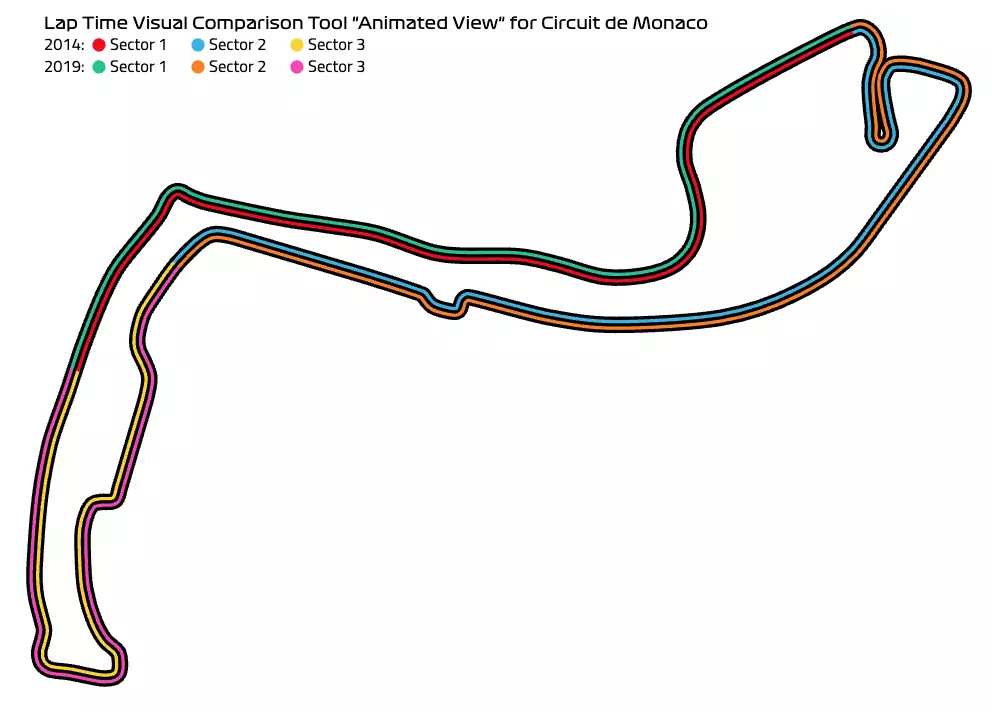 Lap Time Visual Comparison Tool "Animated View" for Circuit de Monaco
2014: Sector 1 Sector 2 Sector 3
2019: Sector 1 Sector 2 Sector 3